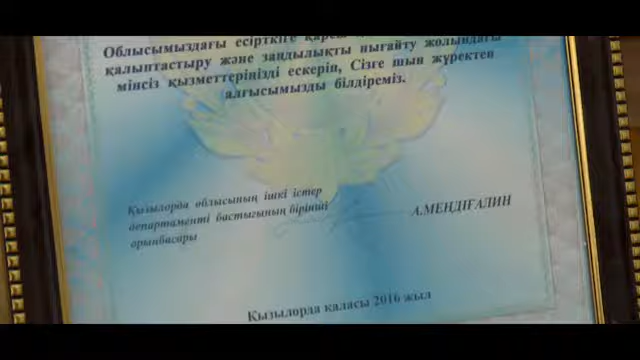 Облысымыздағы есірткіге қарсы
қалыптастыру және заңдылықты нығайту жолындағы
мінсіз қызметтеріңізді ескеріп, Сізге шын жүректен
алғысымызды білдіреміз.
Қызылорда облысының ішкі істер
департаменті бастығының бірінші
орынбасары
А.МЕНДІҒАЛИН
Қызылорда қаласы 2016 жыл